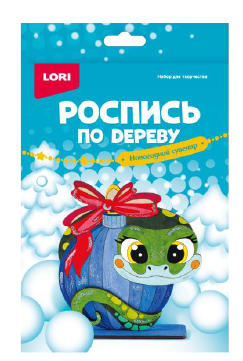 LORI
Набор для творчества
РОСПИСЬ
ПО ДЕРЕВУ
Новогодний сувенир